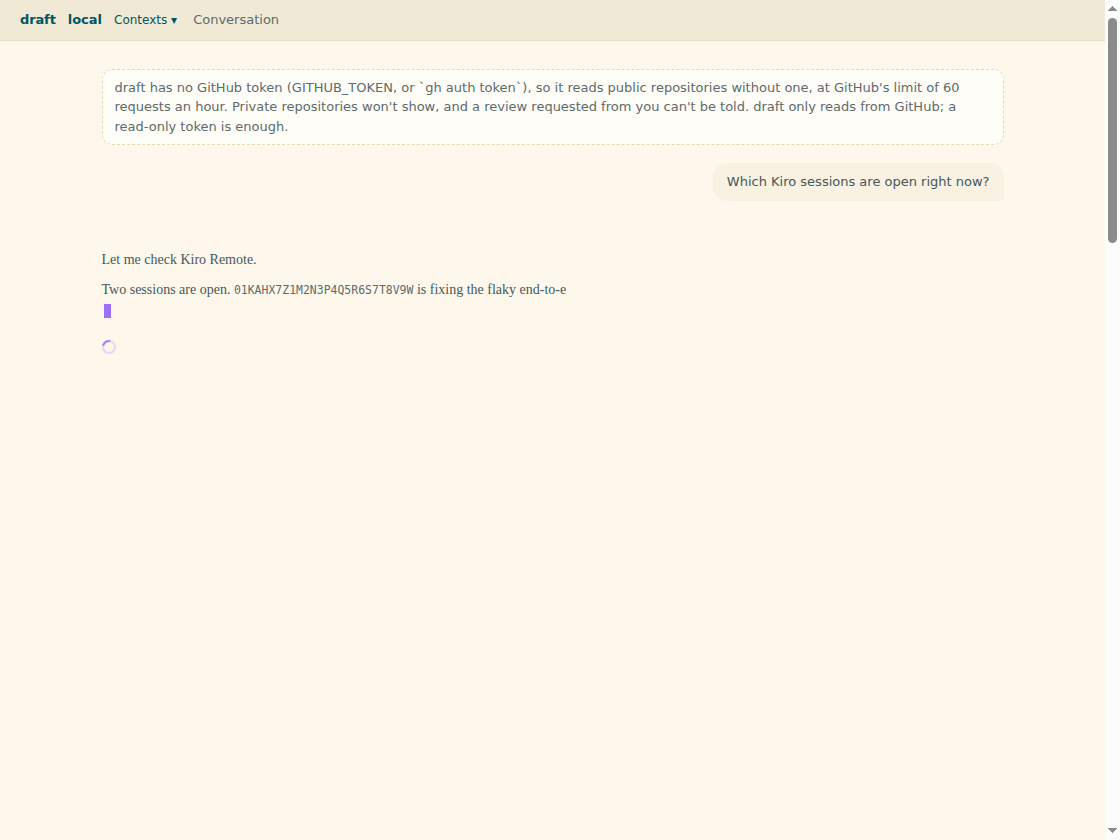 draft local Contexts ▾ Conversation
draft has no GitHub token (GITHUB_TOKEN, or `gh auth token`), so it reads public repositories without one, at GitHub's limit of 60
requests an hour. Private repositories won't show, and a review requested from you can't be told. draft only reads from GitHub; a
read-only token is enough.
Which Kiro sessions are open right now?
Let me check Kiro Remote.
Two sessions are open. 01KAHX7Z1M2N3P4Q5R6S7T8V9W is fixing the flaky end-to-e